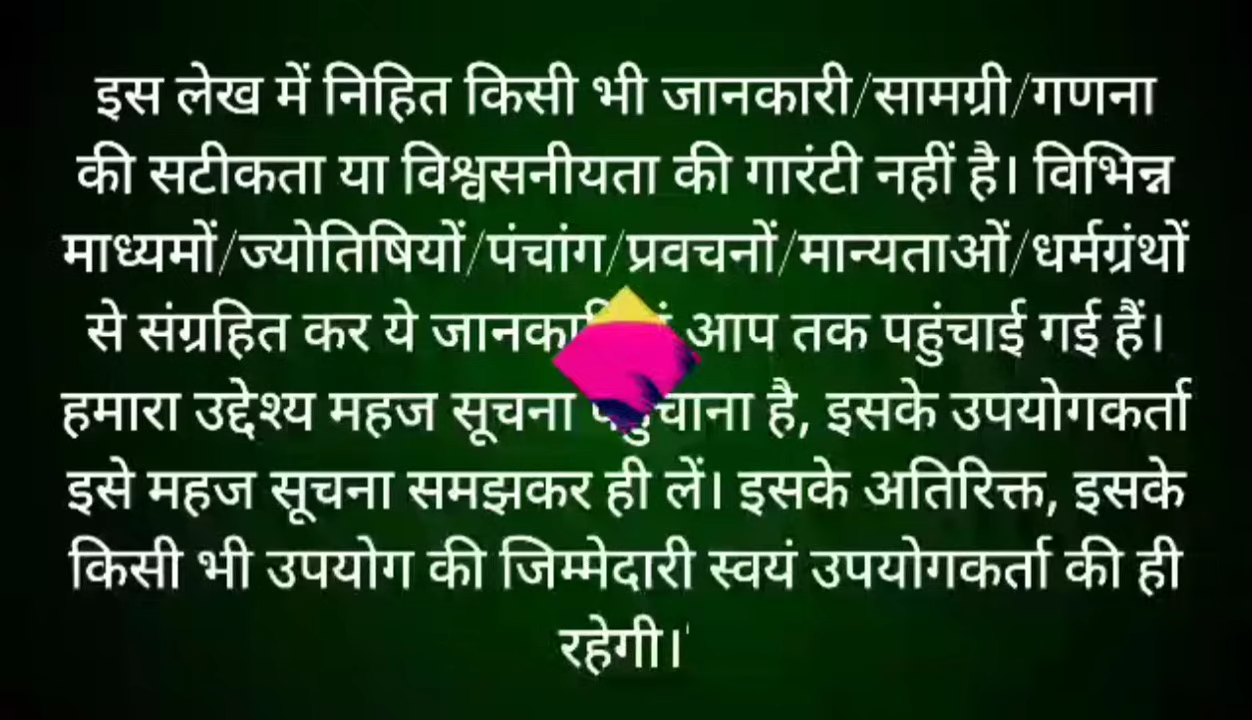 इस लेख में निहित किसी भी जानकारी/सामग्री/गणना
की सटीकता या विश्वसनीयता की गारंटी नहीं है। विभिन्न
माध्यमों/ज्योतिषियों/पंचांग/प्रवचनों/मान्यताओं/धर्मग्रंथों
से संग्रहित कर ये आप तक पहुंचाई गई हैं।
हमारा उद्देश्य महज सूचना है, इसके उपयोगकर्ता
इसे महज सूचना समझकर ही लें। इसके अतिरिक्त, इसके
किसी भी उपयोग की जिम्मेदारी स्वयं उपयोगकर्ता की ही
रहेगी।'